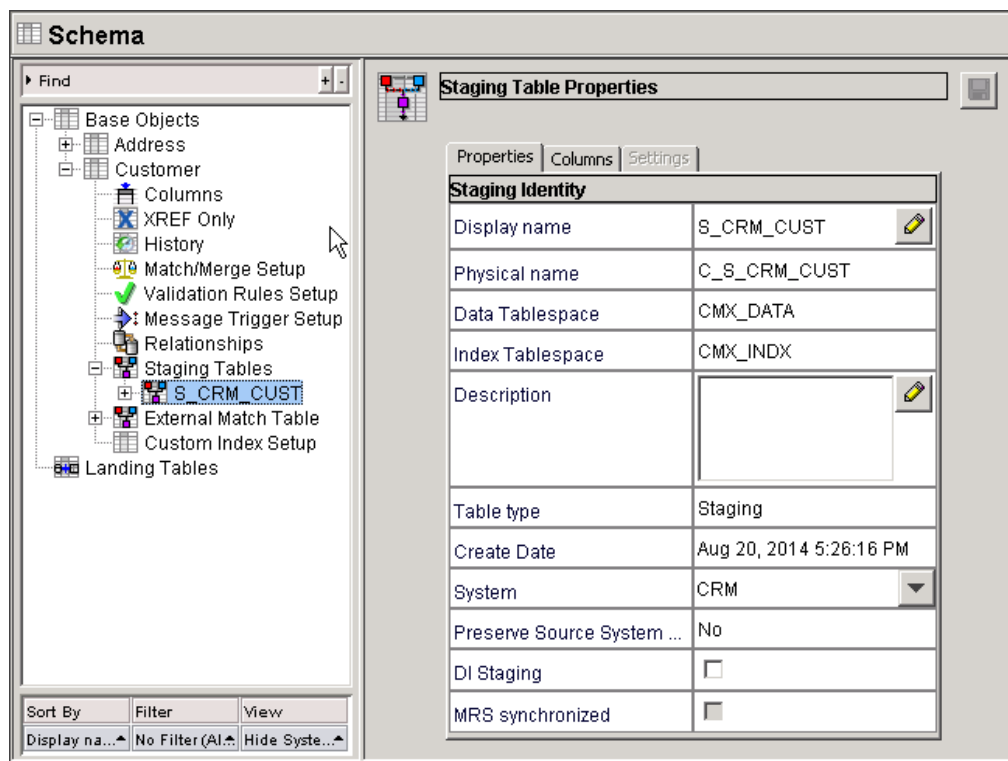 Schema
Find
+ -
Base Objects
Address
Customer
Columns
XREF Only
History
Match/Merge Setup
Validation Rules Setup
Message Trigger Setup
Relationships
Staging Tables
S_CRM_CUST
External Match Table
Custom Index Setup
Landing Tables
Sort By Filter View
Display na... No Filter (Al... Hide Syste...
Staging Table Properties
Properties Columns Settings
Staging Identity
Display name S_CRM_CUST
Physical name C_S_CRM_CUST
Data Tablespace CMX_DATA
Index Tablespace CMX_INDX
Description
Table type Staging
Create Date Aug 20, 2014 5:26:16 PM
System CRM
Preserve Source System ... No
DI Staging
MRS synchronized